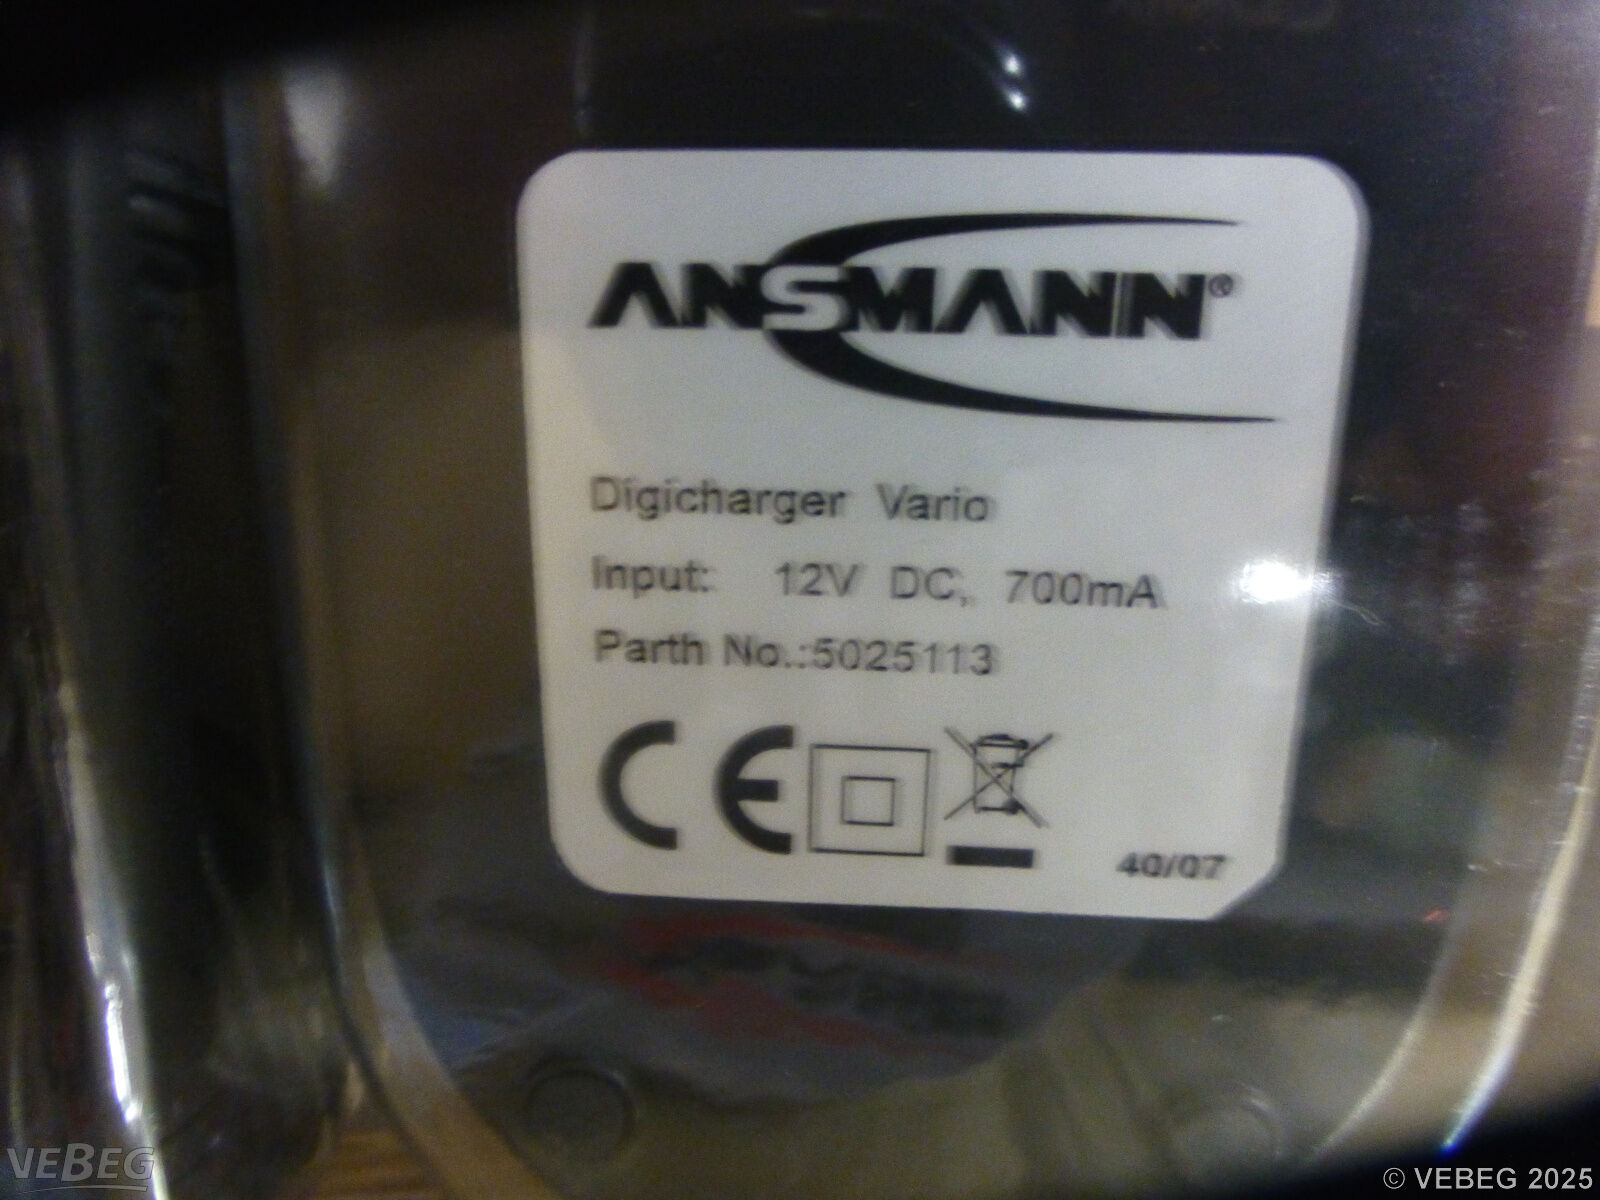 ANSMANN®
Digicharger Vario
Input: 12V DC, 700mA
Parth No.:5025113
CE
40/07
VEBEG
© VEBEG 2025